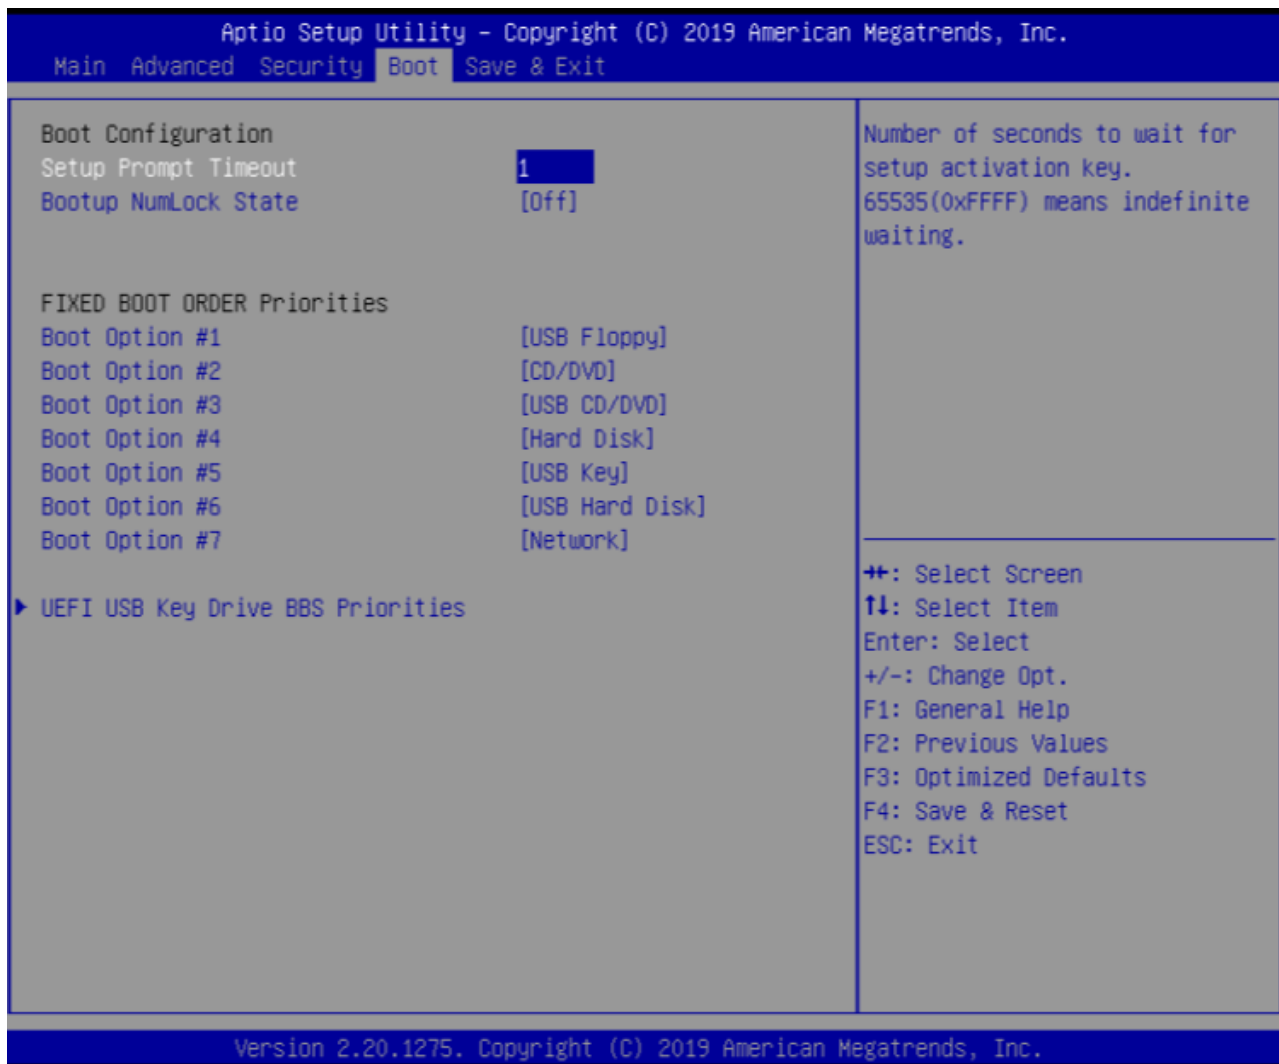 Aptio Setup Utility – Copyright (C) 2019 American Megatrends, Inc.
Main Advanced Security Boot Save & Exit
Boot Configuration
Setup Prompt Timeout 1
Bootup NumLock State [Off]
FIXED BOOT ORDER Priorities
Boot Option #1 [USB Floppy]
Boot Option #2 [CD/DVD]
Boot Option #3 [USB CD/DVD]
Boot Option #4 [Hard Disk]
Boot Option #5 [USB Key]
Boot Option #6 [USB Hard Disk]
Boot Option #7 [Network]
▶ UEFI USB Key Drive BBS Priorities
Number of seconds to wait for
setup activation key.
65535(0xFFFF) means indefinite
waiting.
→←: Select Screen
↑↓: Select Item
Enter: Select
+/-: Change Opt.
F1: General Help
F2: Previous Values
F3: Optimized Defaults
F4: Save & Reset
ESC: Exit
Version 2.20.1275. Copyright (C) 2019 American Megatrends, Inc.